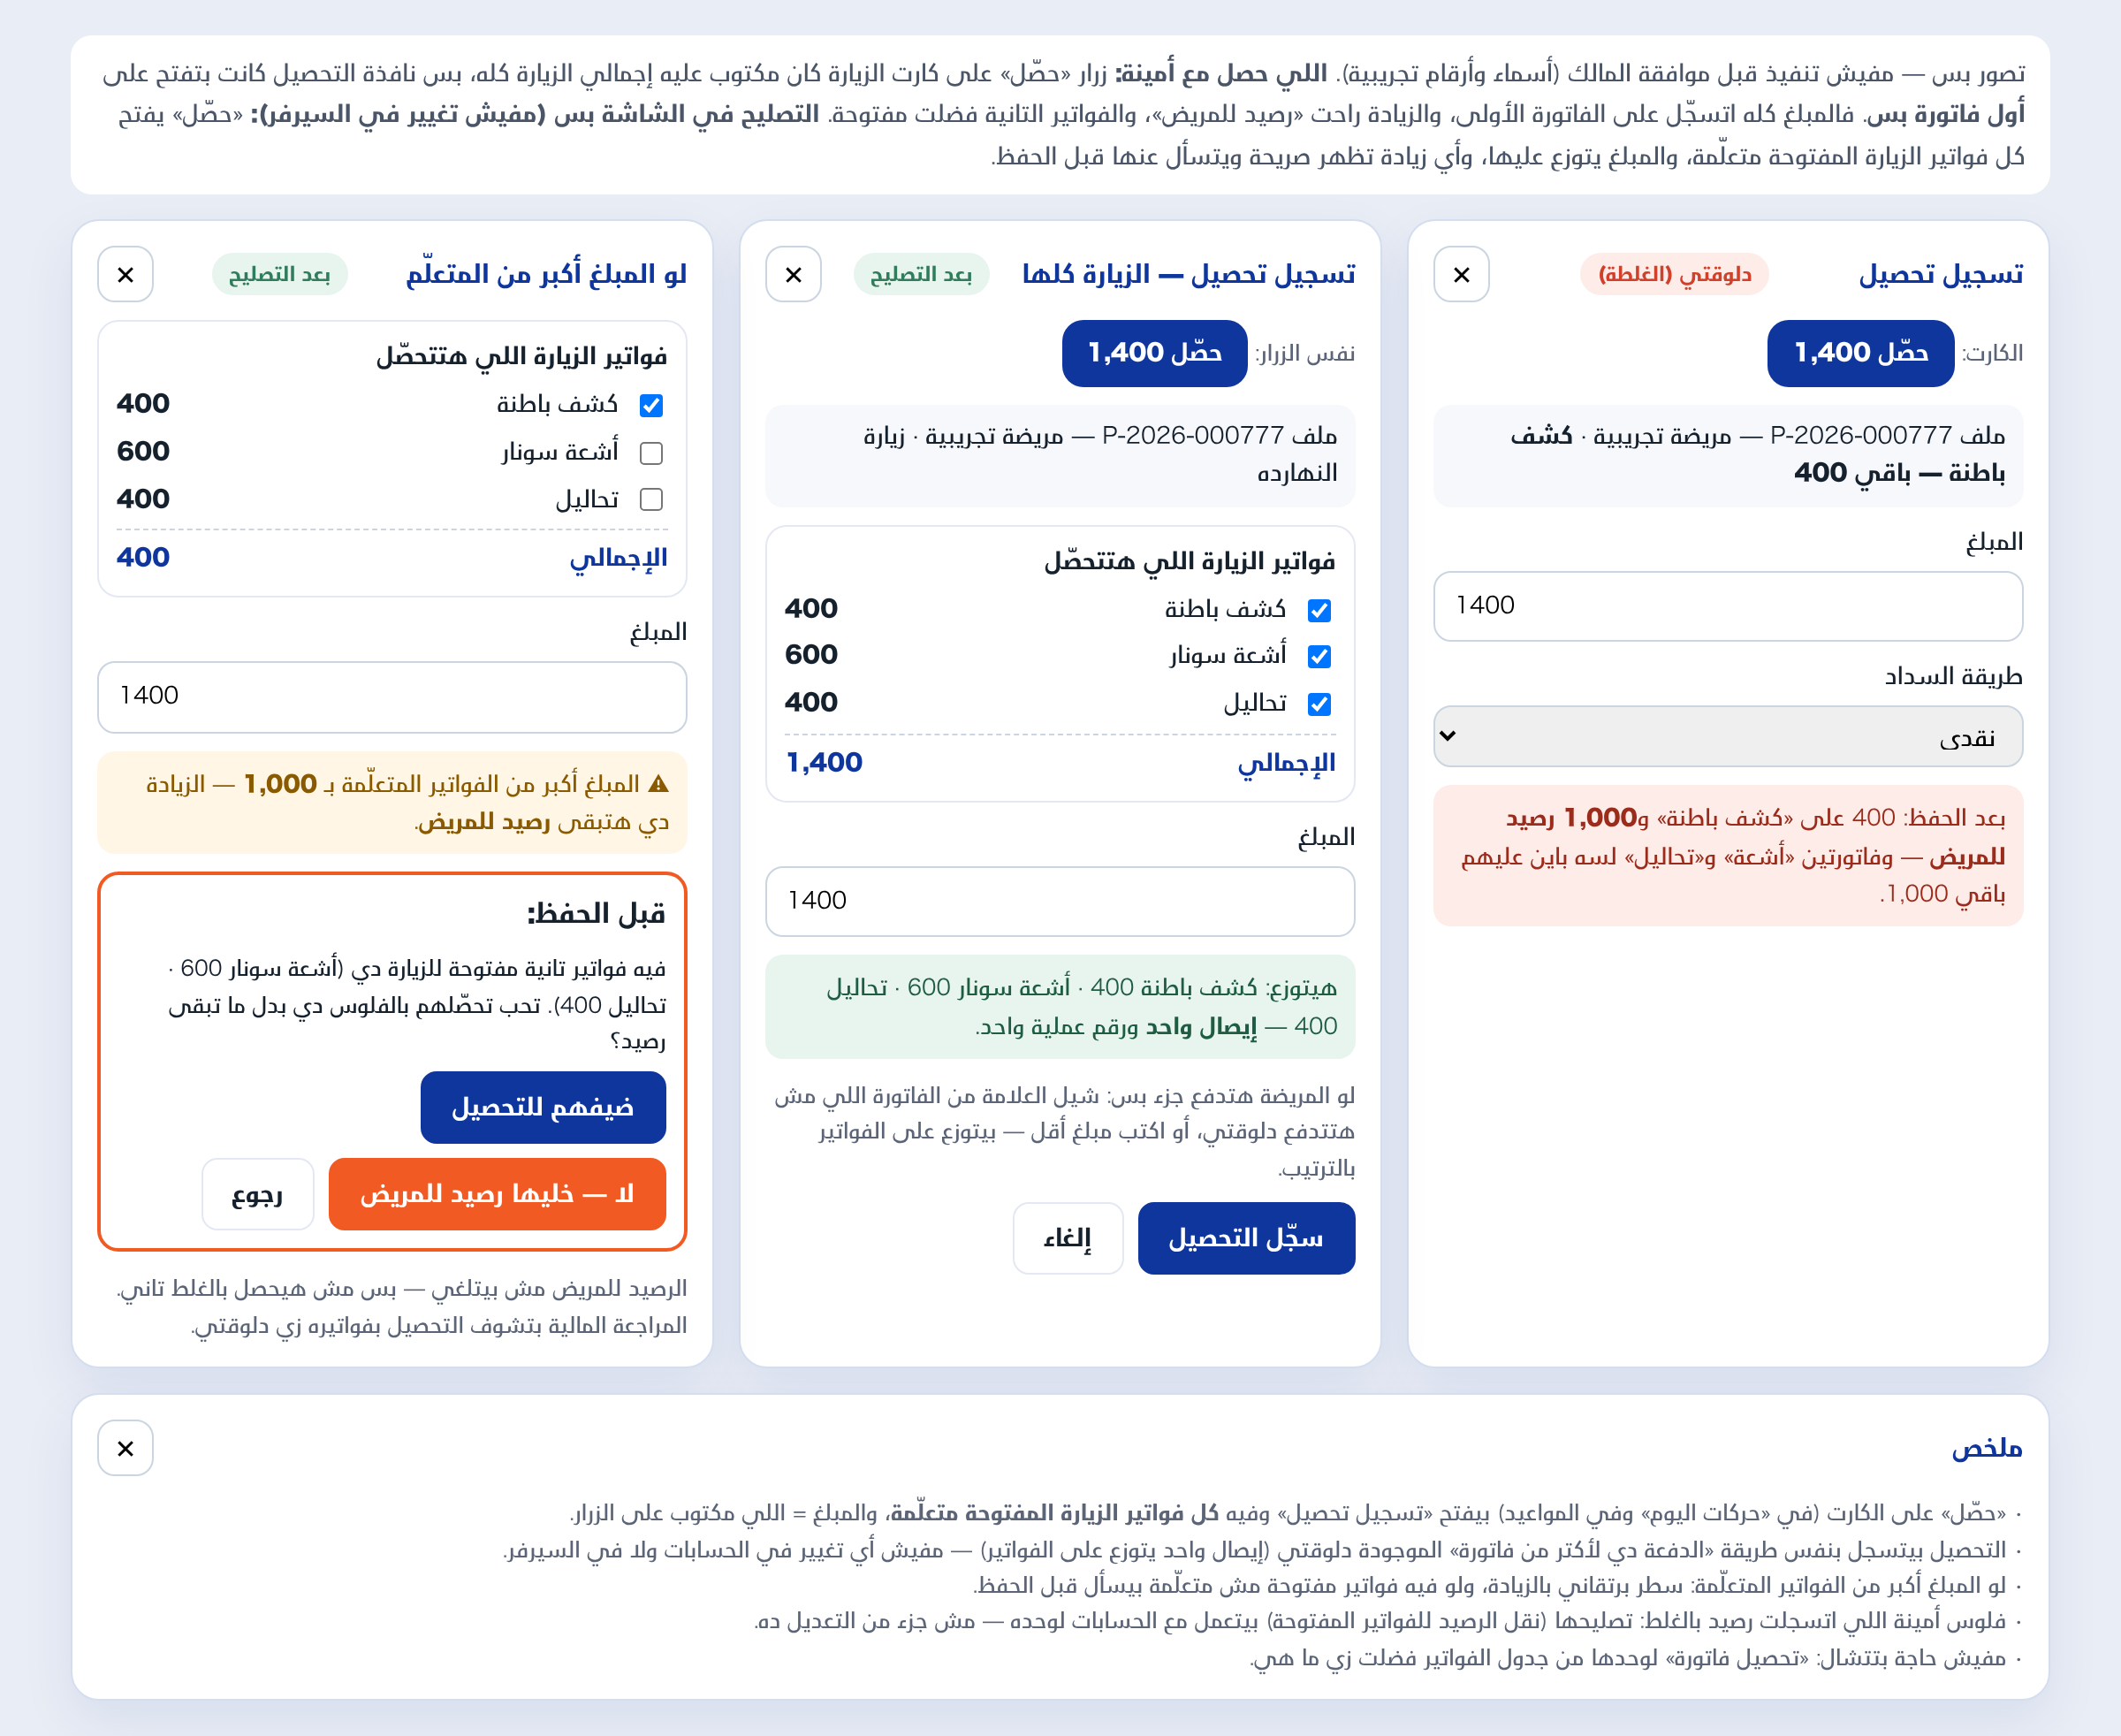 تصور بس — مفيش تنفيذ قبل موافقة المالك (أسماء وأرقام تجريبية). اللي حصل مع أمينة: زرار «حصّل» على كارت الزيارة كان مكتوب عليه إجمالي الزيارة كله، بس نافذة التحصيل كانت بتفتح على
أول فاتورة بس. فالمبلغ كله اتسجّل على الفاتورة الأولى، والزيادة راحت «رصيد للمريض»، والفواتير التانية فضلت مفتوحة. التصليح في الشاشة بس (مفيش تغيير في السيرفر): «حصّل» يفتح
كل فواتير الزيارة المفتوحة متعلّمة، والمبلغ يتوزع عليها، وأي زيادة تظهر صريحة ويتسأل عنها قبل الحفظ.
تسجيل تحصيل
دلوقتي (الغلطة)
×
الكارت:
حصّل 1,400
ملف P-2026-000777 — مريضة تجريبية · كشف
باطنة — باقي 400
المبلغ
1400
طريقة السداد
نقدي
بعد الحفظ: 400 على «كشف باطنة» و1,000 رصيد
للمريض — وفاتورتين «أشعة» و«تحاليل» لسه باين عليهم
باقي 1,000.
تسجيل تحصيل — الزيارة كلها
بعد التصليح
×
نفس الزرار:
حصّل 1,400
ملف P-2026-000777 — مريضة تجريبية · زيارة
النهارده
فواتير الزيارة اللي هتتحصّل
كشف باطنة 400
أشعة سونار 600
تحاليل 400
الإجمالي 1,400
المبلغ
1400
هيتوزع: كشف باطنة 400 · أشعة سونار 600 · تحاليل
400 — إيصال واحد ورقم عملية واحد.
لو المريضة هتدفع جزء بس: شيل العلامة من الفاتورة اللي مش
هتتدفع دلوقتي، أو اكتب مبلغ أقل — بيتوزع على الفواتير
بالترتيب.
سجّل التحصيل
إلغاء
لو المبلغ أكبر من المتعلّم
بعد التصليح
×
فواتير الزيارة اللي هتتحصّل
كشف باطنة 400
أشعة سونار 600
تحاليل 400
الإجمالي 400
المبلغ
1400
⚠ المبلغ أكبر من الفواتير المتعلّمة بـ 1,000 — الزيادة
دي هتبقى رصيد للمريض.
قبل الحفظ:
فيه فواتير تانية مفتوحة للزيارة دي (أشعة سونار 600 ·
تحاليل 400). تحب تحصّلهم بالفلوس دي بدل ما تبقى
رصيد؟
ضيفهم للتحصيل
لا — خليها رصيد للمريض
رجوع
الرصيد للمريض مش بيتلغي — بس مش هيحصل بالغلط تاني.
المراجعة المالية بتشوف التحصيل بفواتيره زي دلوقتي.
ملخص
×
· «حصّل» على الكارت (في «حركات اليوم» وفي المواعيد) بيفتح «تسجيل تحصيل» وفيه كل فواتير الزيارة المفتوحة متعلّمة، والمبلغ = اللي مكتوب على الزرار.
· التحصيل بيتسجل بنفس طريقة «الدفعة دي لأكتر من فاتورة» الموجودة دلوقتي (إيصال واحد يتوزع على الفواتير) — مفيش أي تغيير في الحسابات ولا في السيرفر.
· لو المبلغ أكبر من الفواتير المتعلّمة: سطر برتقاني بالزيادة، ولو فيه فواتير مفتوحة مش متعلّمة بيسأل قبل الحفظ.
· فلوس أمينة اللي اتسجلت رصيد بالغلط: تصليحها (نقل الرصيد للفواتير المفتوحة) بيتعمل مع الحسابات لوحده — مش جزء من التعديل ده.
· مفيش حاجة بتتشال: «تحصيل فاتورة» لوحدها من جدول الفواتير فضلت زي ما هي.